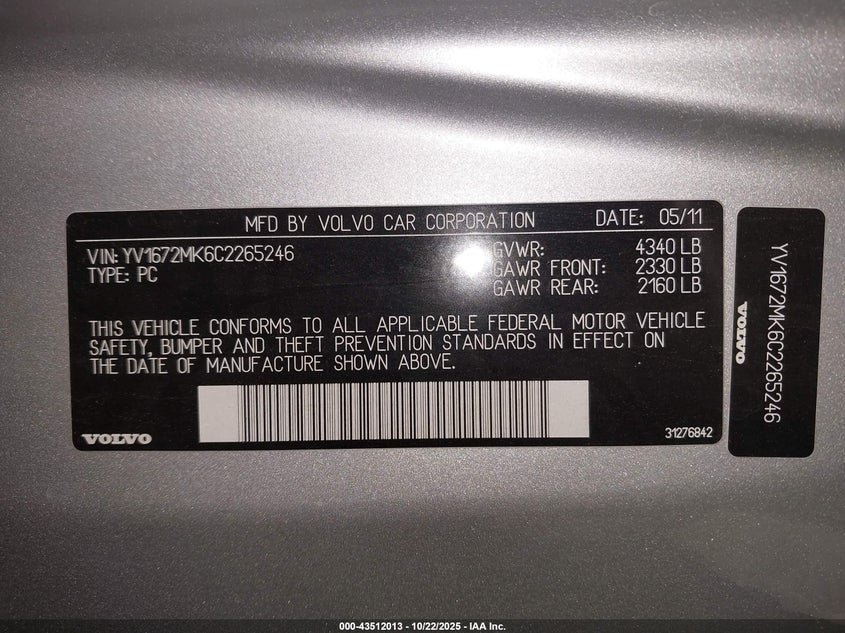 MFD BY VOLVO CAR CORPORATION DATE: 05/11
VIN: YV1672MK6C2265246 GVWR: 4340 LB
TYPE: PC GAWR FRONT: 2330 LB
GAWR REAR: 2160 LB
THIS VEHICLE CONFORMS TO ALL APPLICABLE FEDERAL MOTOR VEHICLE
SAFETY, BUMPER AND THEFT PREVENTION STANDARDS IN EFFECT ON
THE DATE OF MANUFACTURE SHOWN ABOVE.
VOLVO 31276842
YV1672MK6C2265246
VOLVO
000-43512013 - 10/22/2025 - IAA Inc.